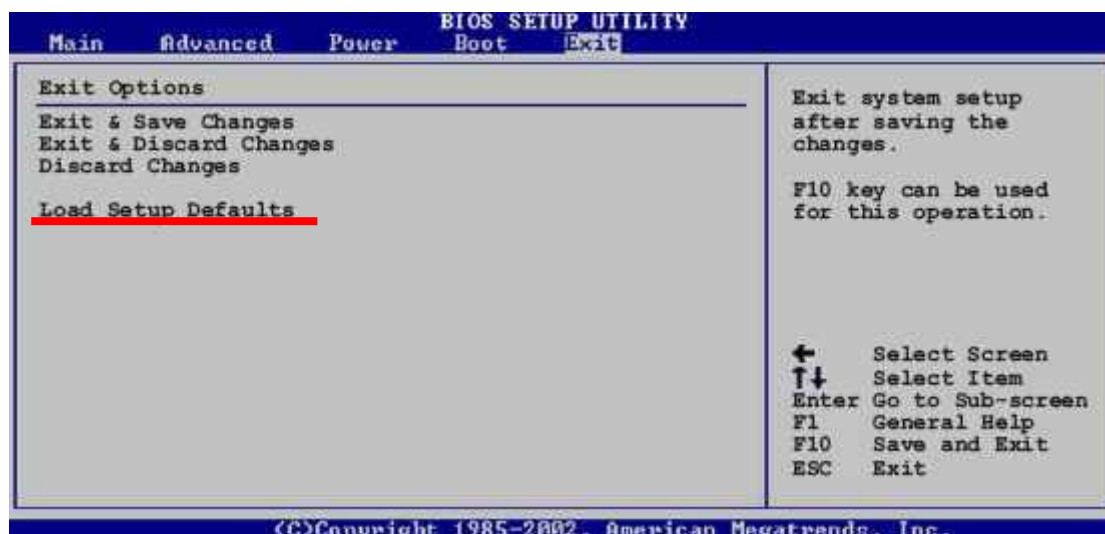 BIOS SETUP UTILITY
Main Advanced Power Boot Exit
Exit Options
Exit & Save Changes
Exit & Discard Changes
Discard Changes
Load Setup Defaults
Exit system setup
after saving the
changes.
F10 key can be used
for this operation.
← Select Screen
↑↓ Select Item
Enter Go to Sub-screen
F1 General Help
F10 Save and Exit
ESC Exit
(C)Copyright 1985-2002, American Megatrends, Inc.